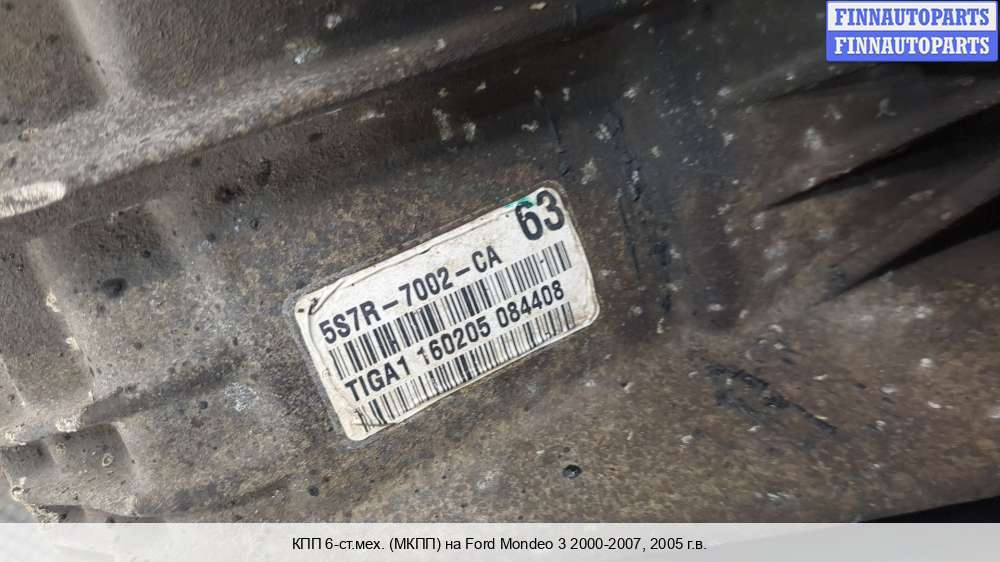 FINNAUTOPARTS
FINNAUTOPARTS
63
5S7R-7002-CA
TIGA1 160205 084408
КПП 6-ст.мех. (МКПП) на Ford Mondeo 3 2000-2007, 2005 г.в.